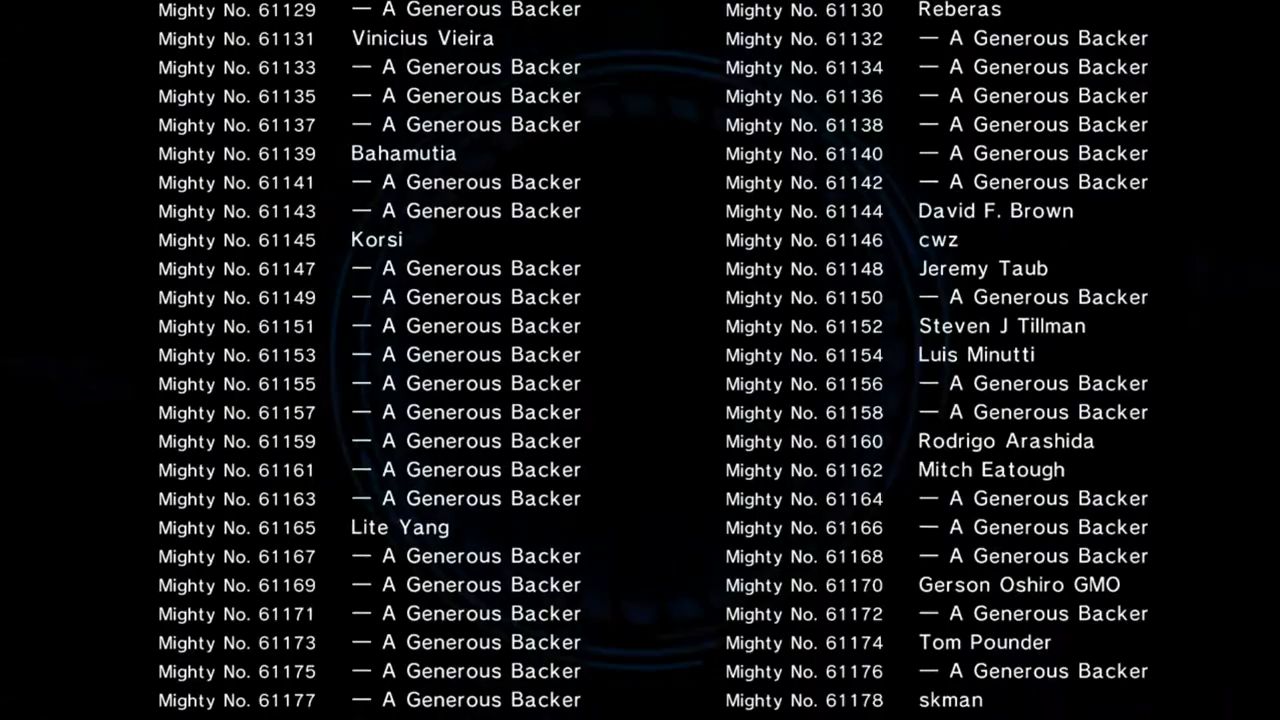 Mighty No. 61129 — A Generous Backer Mighty No. 61130 Reberas
Mighty No. 61131 Vinicius Vieira Mighty No. 61132 — A Generous Backer
Mighty No. 61133 — A Generous Backer Mighty No. 61134 — A Generous Backer
Mighty No. 61135 — A Generous Backer Mighty No. 61136 — A Generous Backer
Mighty No. 61137 — A Generous Backer Mighty No. 61138 — A Generous Backer
Mighty No. 61139 Bahamutia Mighty No. 61140 — A Generous Backer
Mighty No. 61141 — A Generous Backer Mighty No. 61142 — A Generous Backer
Mighty No. 61143 — A Generous Backer Mighty No. 61144 David F. Brown
Mighty No. 61145 Korsi Mighty No. 61146 cwz
Mighty No. 61147 — A Generous Backer Mighty No. 61148 Jeremy Taub
Mighty No. 61149 — A Generous Backer Mighty No. 61150 — A Generous Backer
Mighty No. 61151 — A Generous Backer Mighty No. 61152 Steven J Tillman
Mighty No. 61153 — A Generous Backer Mighty No. 61154 Luis Minutti
Mighty No. 61155 — A Generous Backer Mighty No. 61156 — A Generous Backer
Mighty No. 61157 — A Generous Backer Mighty No. 61158 — A Generous Backer
Mighty No. 61159 — A Generous Backer Mighty No. 61160 Rodrigo Arashida
Mighty No. 61161 — A Generous Backer Mighty No. 61162 Mitch Eatough
Mighty No. 61163 — A Generous Backer Mighty No. 61164 — A Generous Backer
Mighty No. 61165 Lite Yang Mighty No. 61166 — A Generous Backer
Mighty No. 61167 — A Generous Backer Mighty No. 61168 — A Generous Backer
Mighty No. 61169 — A Generous Backer Mighty No. 61170 Gerson Oshiro GMO
Mighty No. 61171 — A Generous Backer Mighty No. 61172 — A Generous Backer
Mighty No. 61173 — A Generous Backer Mighty No. 61174 Tom Pounder
Mighty No. 61175 — A Generous Backer Mighty No. 61176 — A Generous Backer
Mighty No. 61177 — A Generous Backer Mighty No. 61178 skman